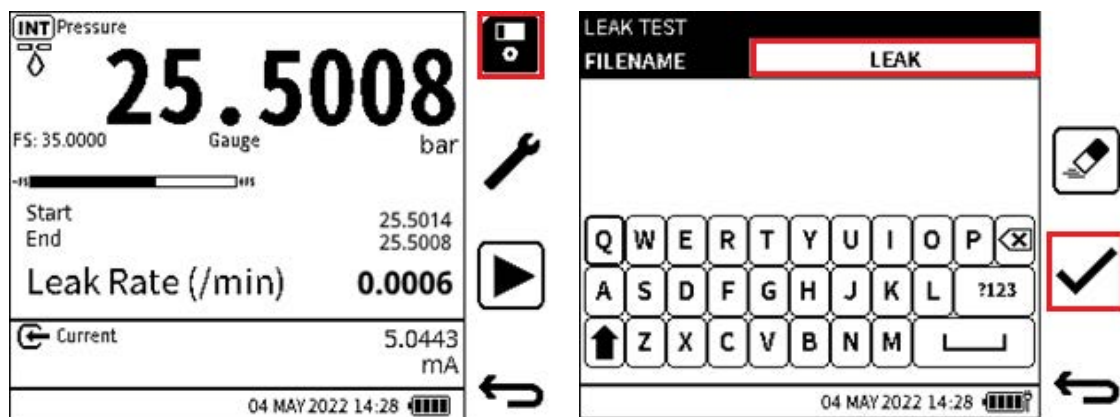 INT Pressure
25.5008
FS: 35.0000 Gauge bar
-FS +FS
Start 25.5014
End 25.5008
Leak Rate (/min) 0.0006
Current 5.0443
mA
04 MAY 2022 14:28
LEAK TEST
FILENAME LEAK
Q W E R T Y U I O P
A S D F G H J K L ?123
Z X C V B N M
04 MAY 2022 14:28